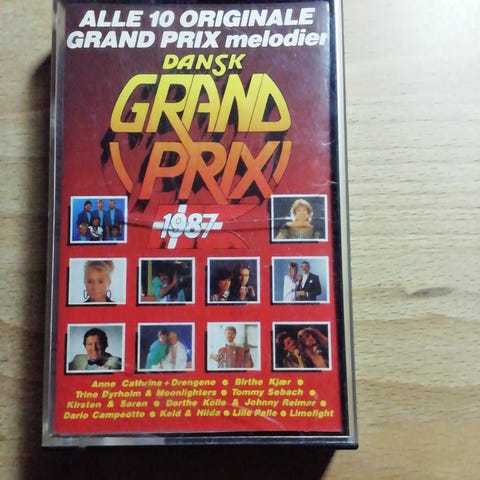 ALLE 10 ORIGINALE
GRAND PRIX melodier
DANSK
GRAND
PRIX
1987
Anne Cathrine + Drengene • Birthe Kjær •
Trine Dyrholm & Moonlighters • Tommy Seebach •
Kirsten & Søren • Dorthe Kollo & Johnny Reimar •
Dario Campeotto • Keld & Hilda • Lille Palle • Limelight